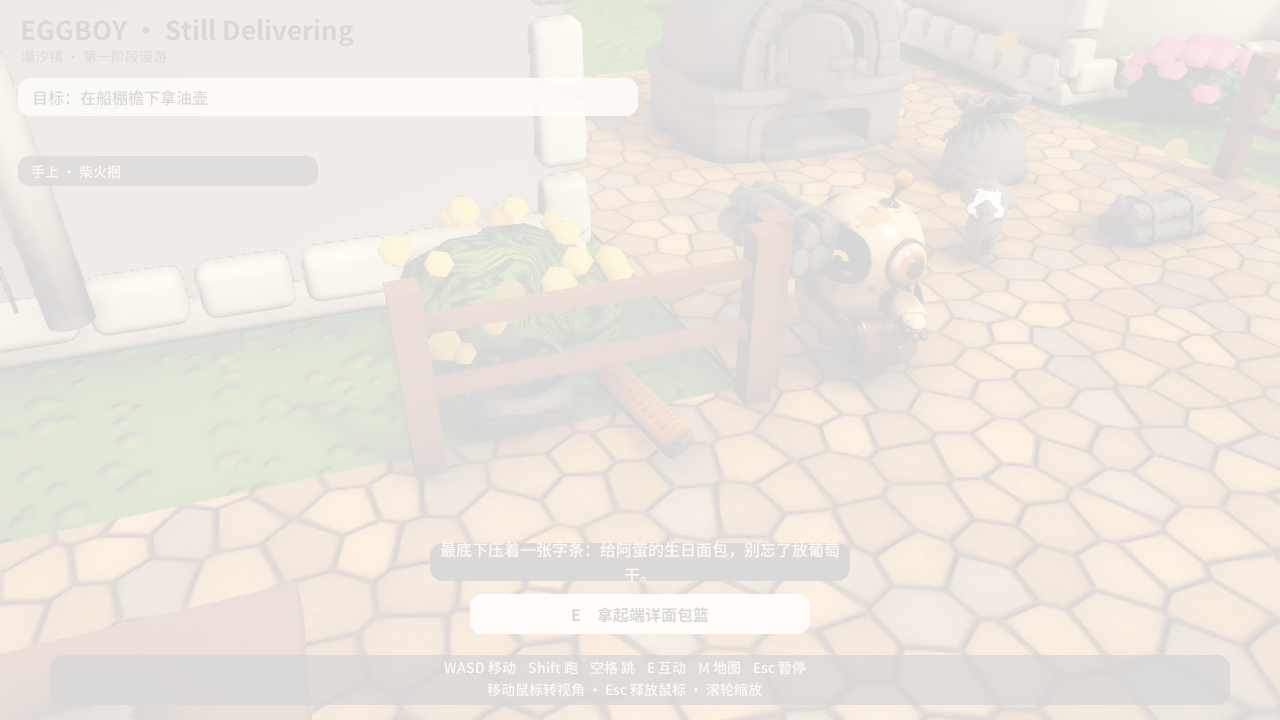 EGGBOY · Still Delivering
潮汐镇 · 第一阶段漫游
目标：在船棚檐下拿油壶
手上 · 柴火捆
最底下压着一张字条：给阿萤的生日面包，别忘了放葡萄
干。
E 拿起端详面包篮
WASD 移动 Shift 跑 空格 跳 E 互动 M 地图 Esc 暂停
移动鼠标转视角 · Esc 释放鼠标 · 滚轮缩放